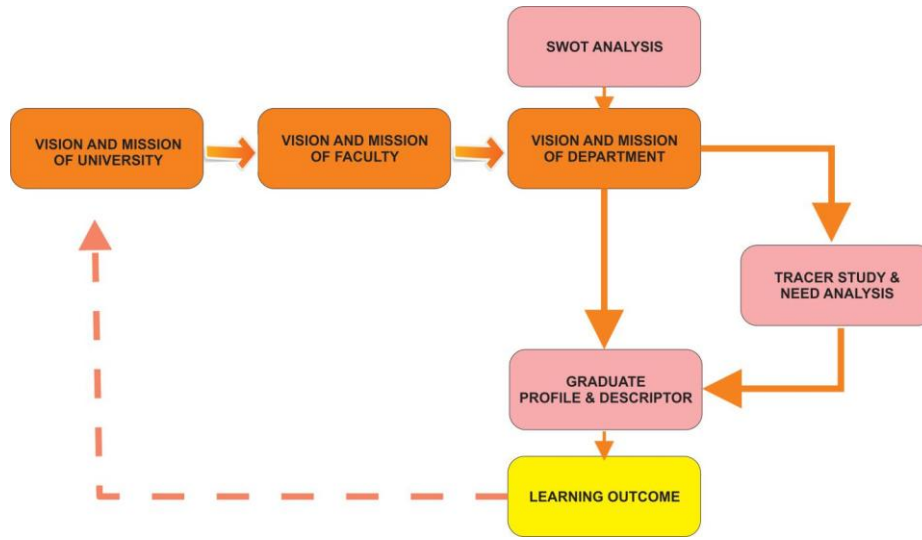 SWOT ANALYSIS
VISION AND MISSION
OF UNIVERSITY
VISION AND MISSION
OF FACULTY
VISION AND MISSION
OF DEPARTMENT
TRACER STUDY &
NEED ANALYSIS
GRADUATE
PROFILE & DESCRIPTOR
LEARNING OUTCOME